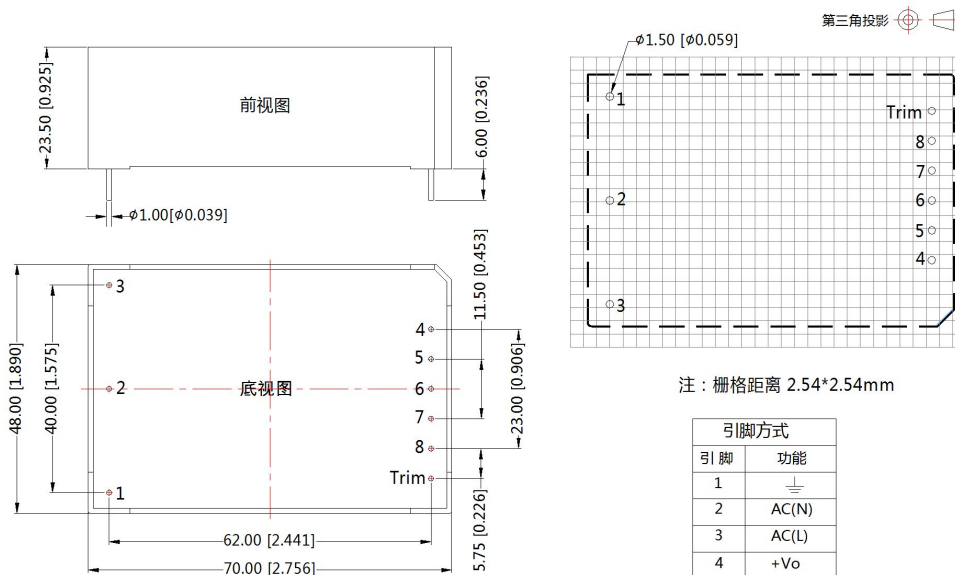 第三角投影
φ1.50 [φ0.059]
前视图
23.50 [0.925]
6.00 [0.236]
φ1.00[φ0.039]
1
Trim
8
7
2
6
5
4
3
注：栅格距离 2.54*2.54mm
3
4
5
2
底视图
6
7
8
1
Trim
48.00 [1.890]
40.00 [1.575]
11.50 [0.453]
23.00 [0.906]
5.75 [0.226]
62.00 [2.441]
70.00 [2.756]
引脚方式
引 脚 功能
1
2 AC(N)
3 AC(L)
4 +Vo